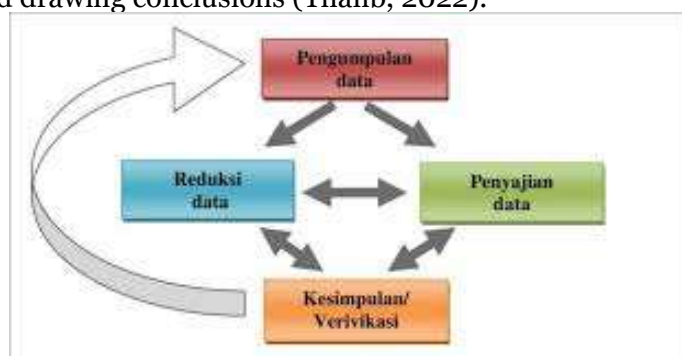 d drawing conclusions (Thalib, 2022).
Pengumpulan
data
Reduksi
data
Penyajian
data
Kesimpulan/
Verivikasi